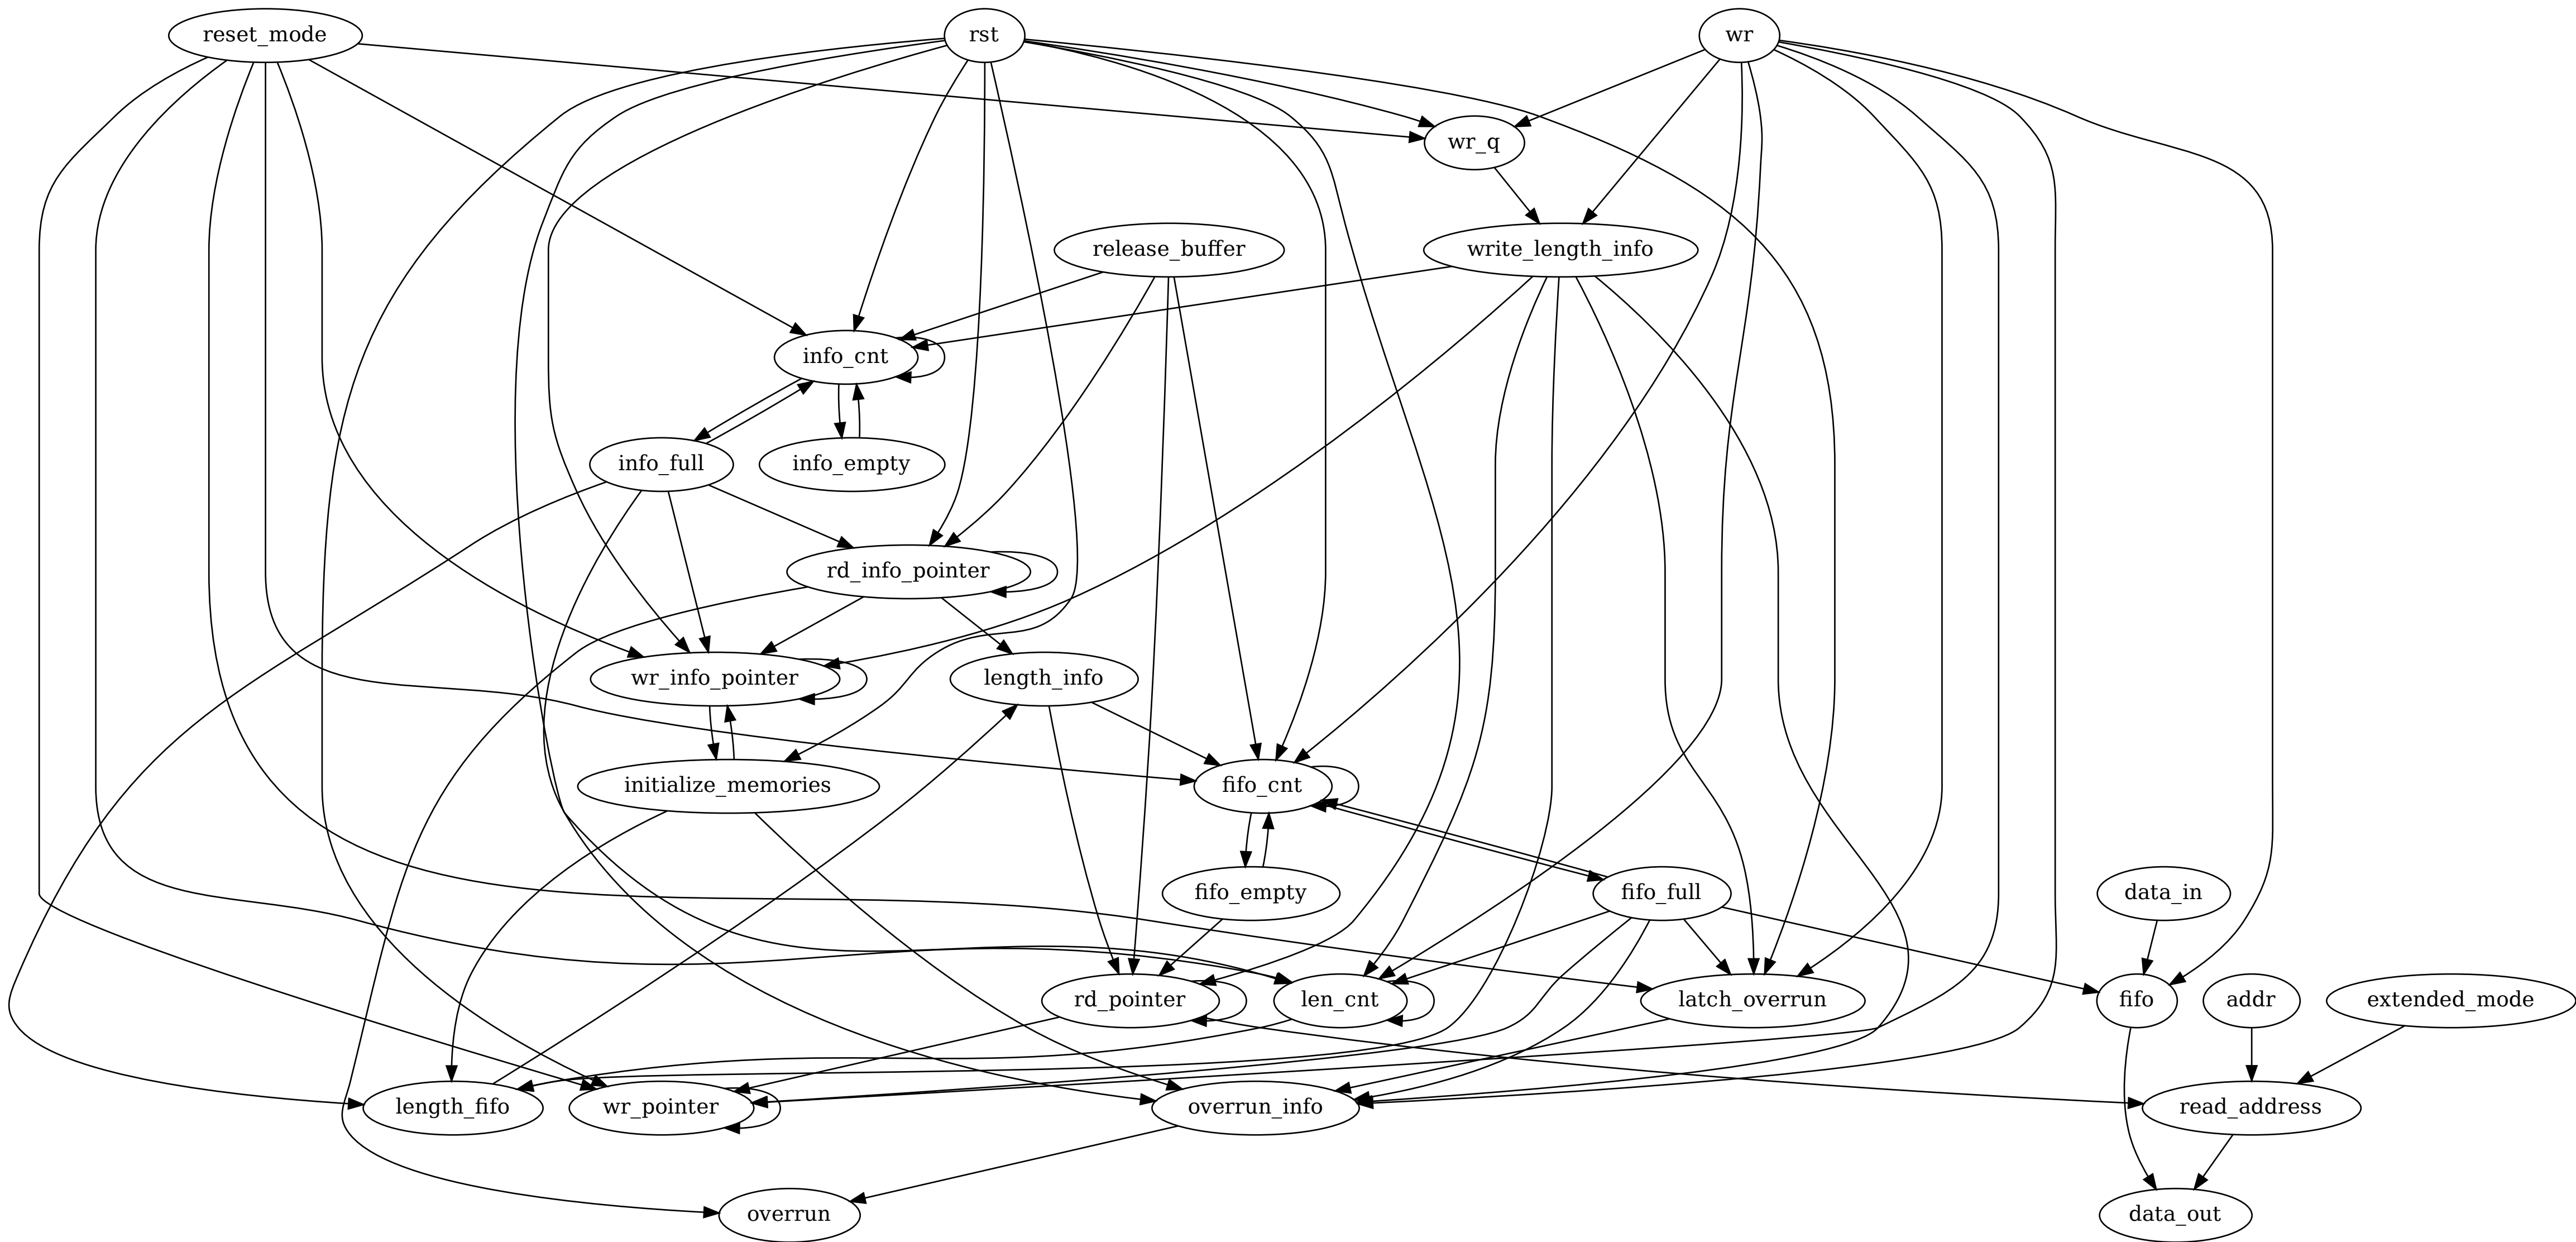 reset_mode
rst
wr
wr_q
release_buffer
write_length_info
info_cnt
info_full
info_empty
rd_info_pointer
wr_info_pointer
length_info
initialize_memories
fifo_cnt
fifo_empty
fifo_full
data_in
rd_pointer
len_cnt
latch_overrun
fifo
addr
extended_mode
length_fifo
wr_pointer
overrun_info
read_address
overrun
data_out